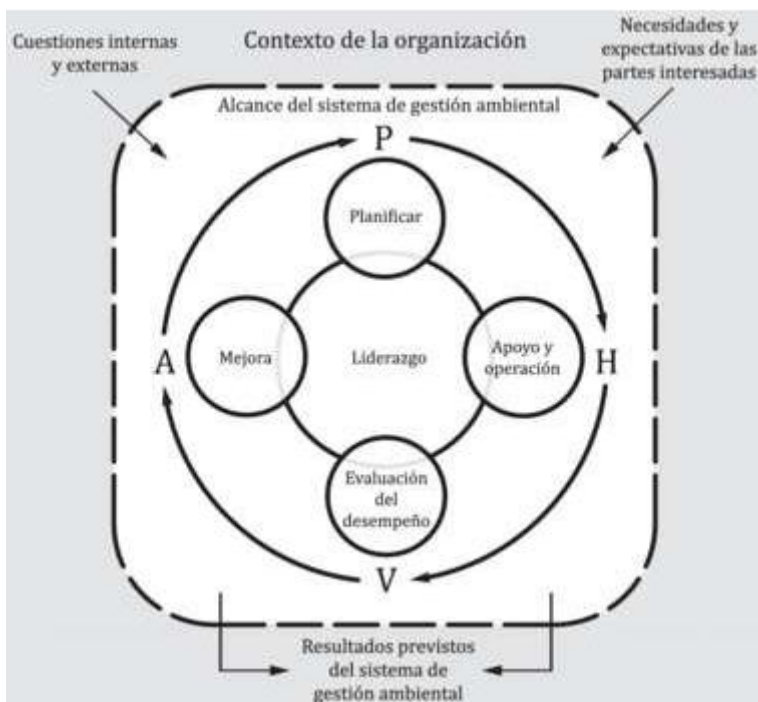 Cuestiones internas
y externas
Contexto de la organización
Necesidades y
expectativas de las
partes interesadas
Alcance del sistema de gestión ambiental
P
Planificar
A
Mejora
Liderazgo
Apoyo y
operación
H
Evaluación
del
desempeño
V
Resultados previstos
del sistema de
gestión ambiental